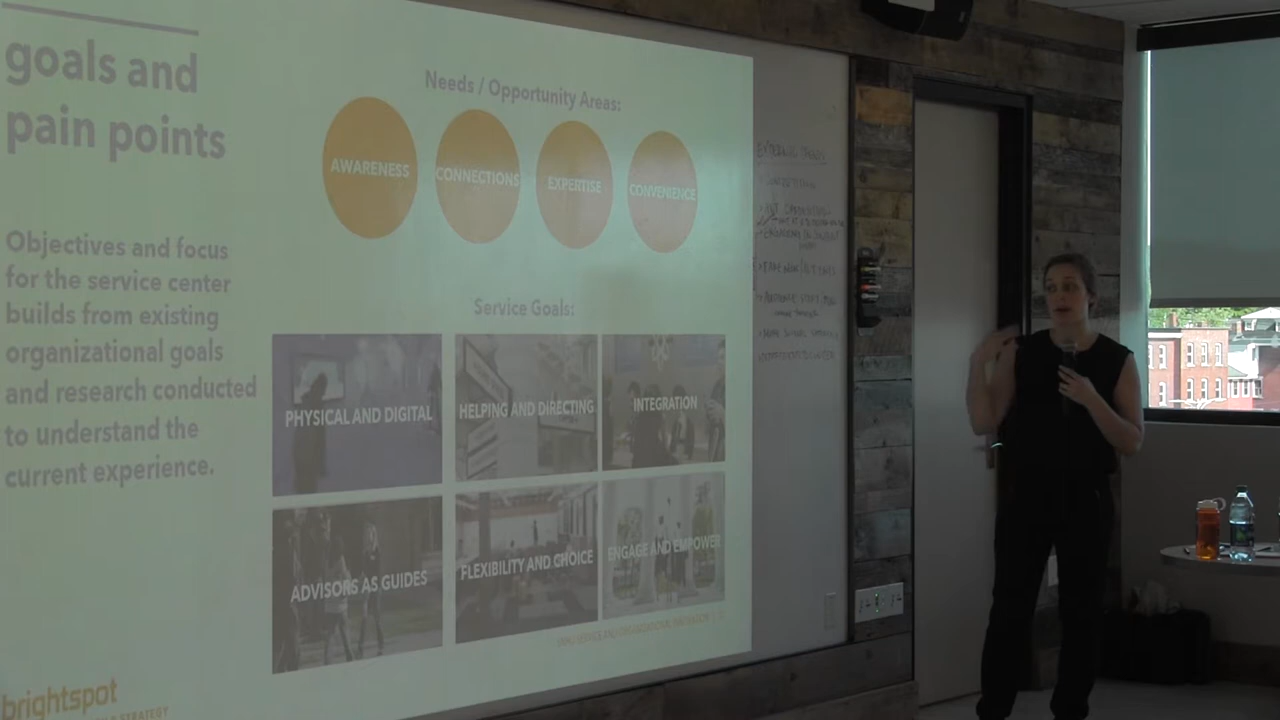 goals and
pain points
Objectives and focus
for the service center
builds from existing
organizational goals
and research conducted
to understand the
current experience.
Needs / Opportunity Areas:
AWARENESS
CONNECTIONS
EXPERTISE
CONVENIENCE
Service Goals:
PHYSICAL AND DIGITAL
HELPING AND DIRECTING
INTEGRATION
ADVISORS AS GUIDES
FLEXIBILITY AND CHOICE
ENGAGE AND EMPOWER
brightspot
STRATEGY